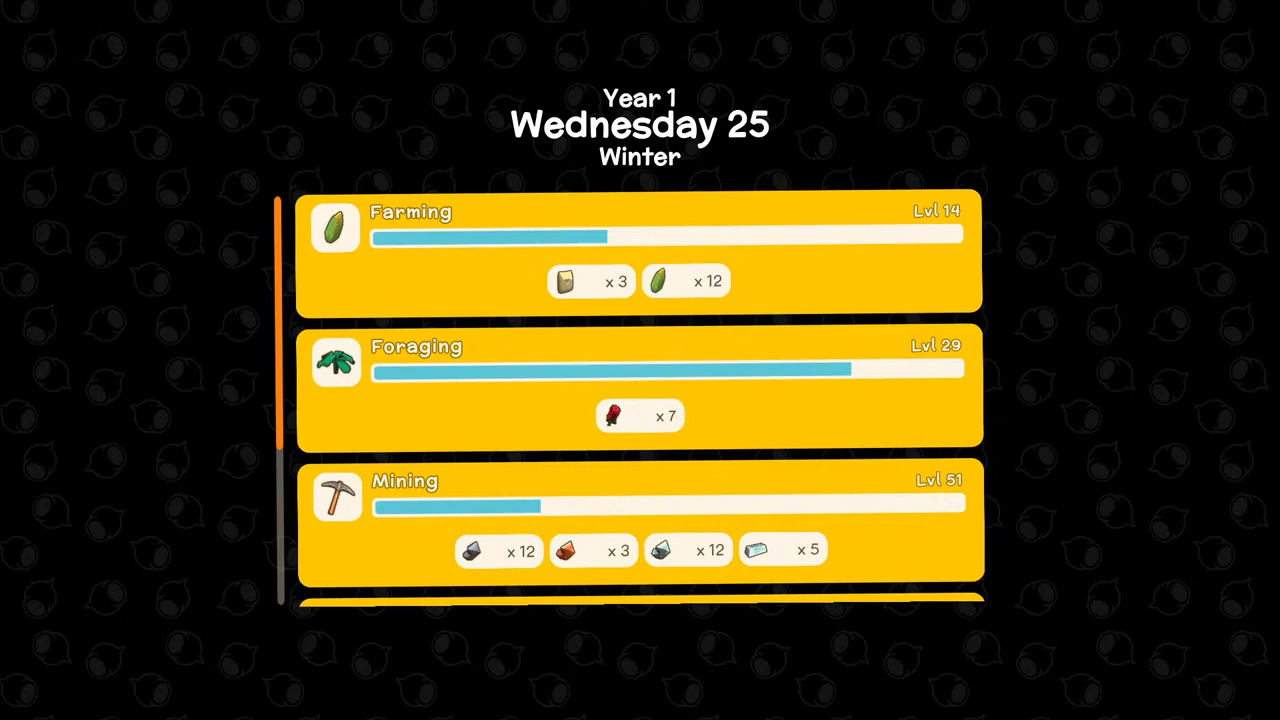 Year 1
Wednesday 25
Winter
Farming Lvl 14
x 3 x 12
Foraging Lvl 29
x 7
Mining Lvl 51
x 12 x 3 x 12 x 5